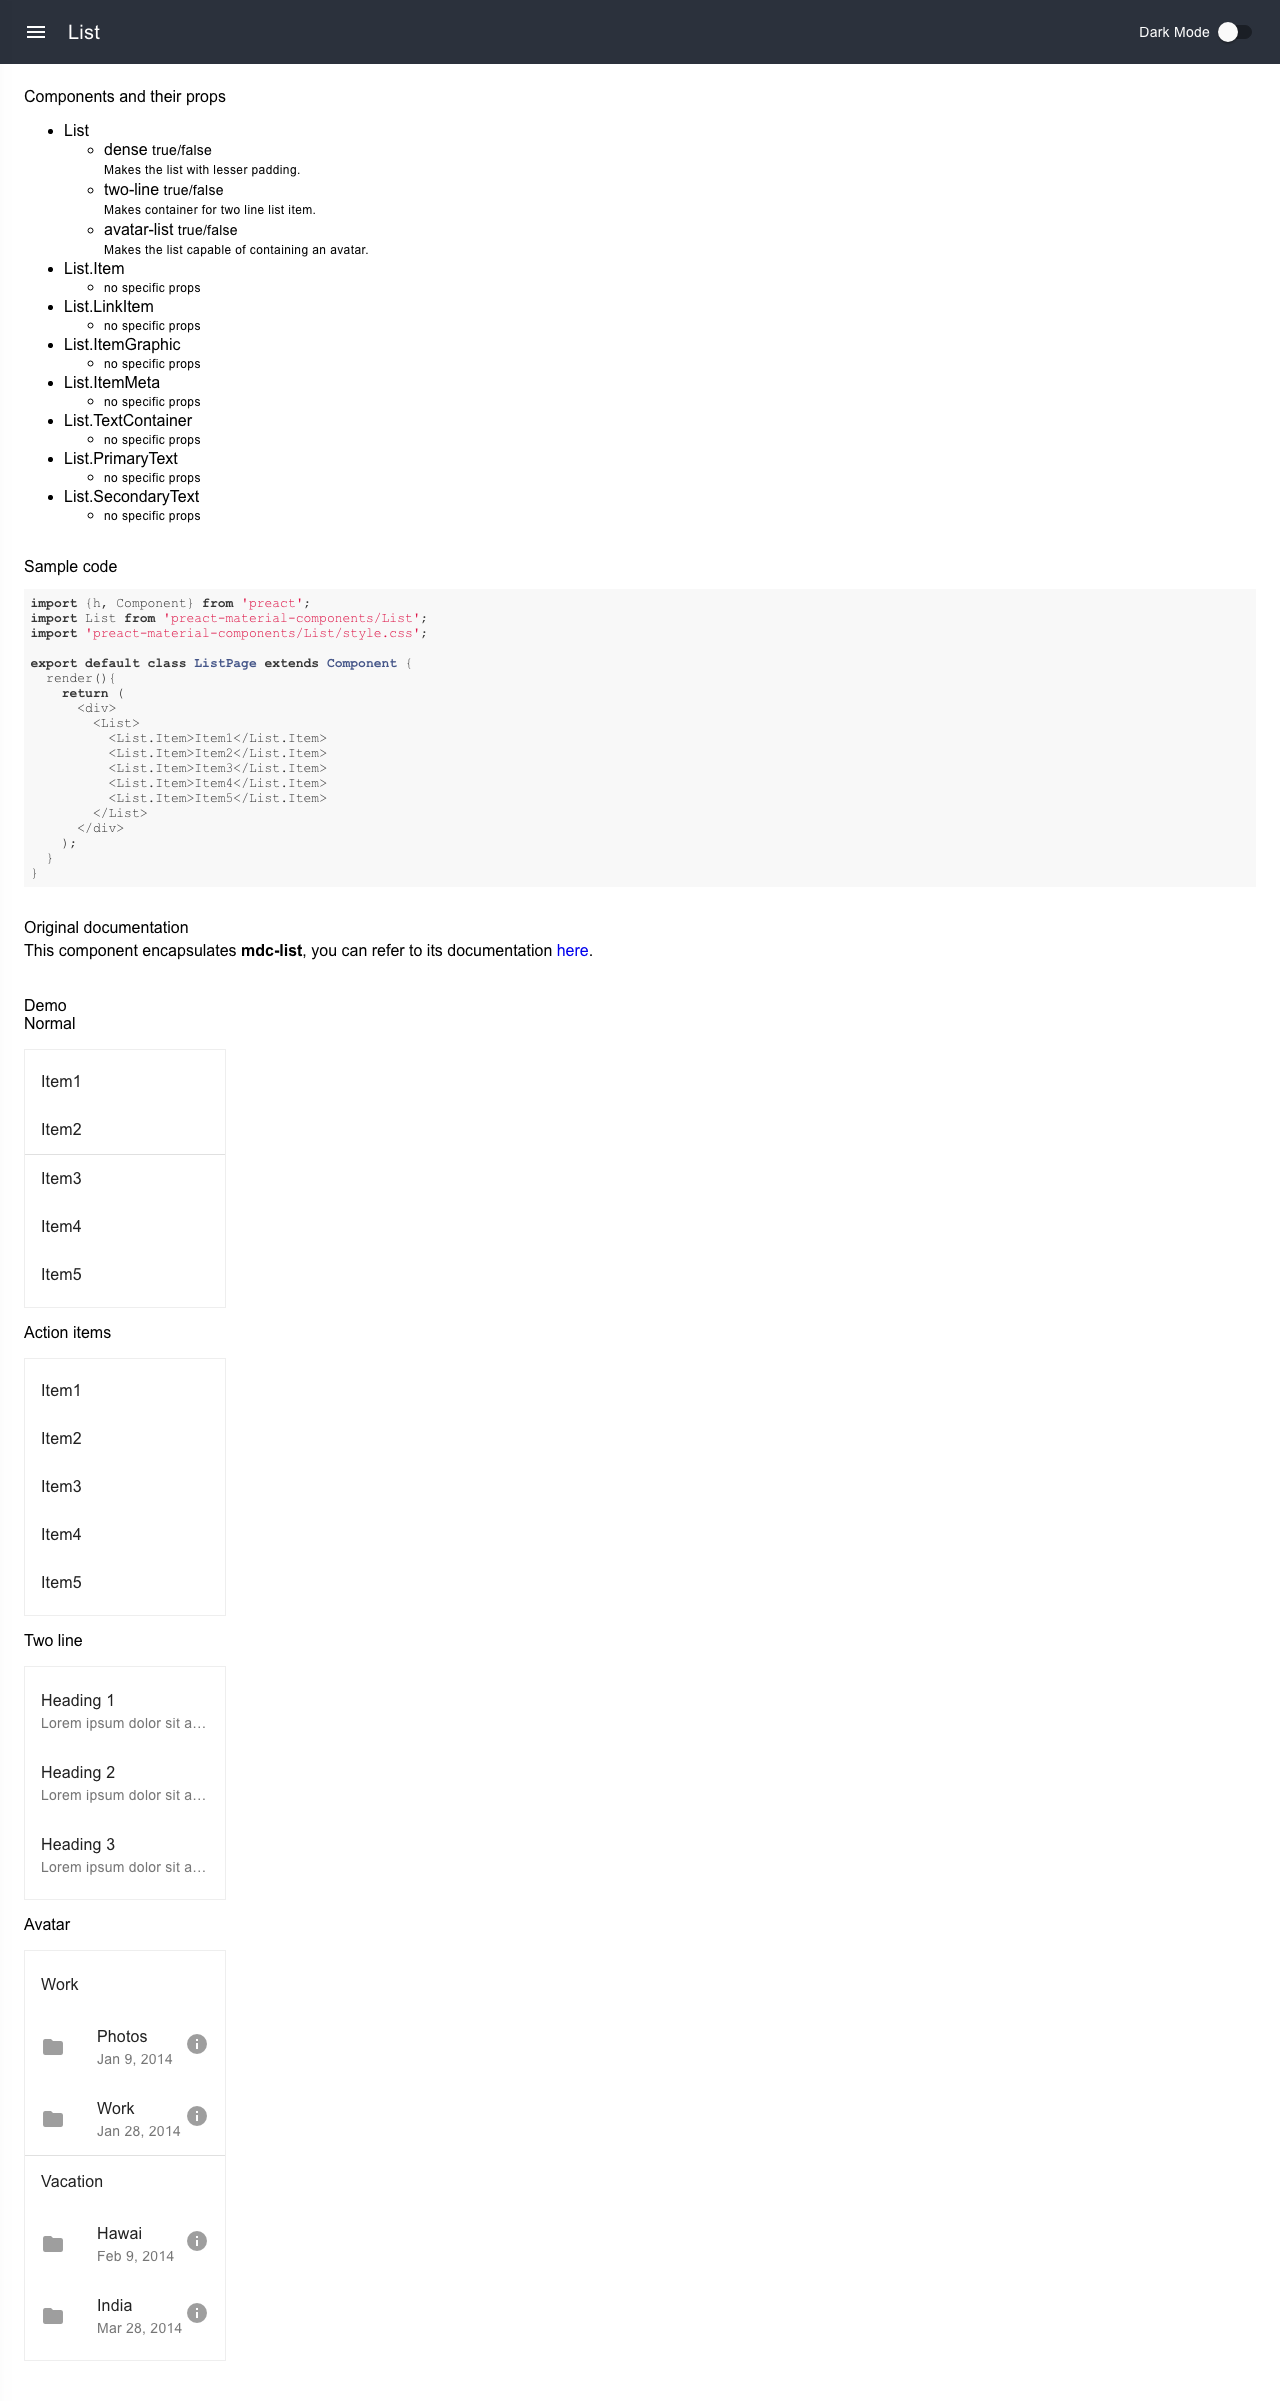 List
Dark Mode
Components and their props
List
dense true/false
Makes the list with lesser padding.
two-line true/false
Makes container for two line list item.
avatar-list true/false
Makes the list capable of containing an avatar.
List.Item
no specific props
List.LinkItem
no specific props
List.ItemGraphic
no specific props
List.ItemMeta
no specific props
List.TextContainer
no specific props
List.PrimaryText
no specific props
List.SecondaryText
no specific props
Sample code
import {h, Component} from 'preact';
import List from 'preact-material-components/List';
import 'preact-material-components/List/style.css';
export default class ListPage extends Component {
render(){
return (
<div>
<List>
<List.Item>Item1</List.Item>
<List.Item>Item2</List.Item>
<List.Item>Item3</List.Item>
<List.Item>Item4</List.Item>
<List.Item>Item5</List.Item>
</List>
</div>
);
}
}
Original documentation
This component encapsulates mdc-list, you can refer to its documentation here.
Demo
Normal
Item1
Item2
Item3
Item4
Item5
Action items
Item1
Item2
Item3
Item4
Item5
Two line
Heading 1
Lorem ipsum dolor sit a...
Heading 2
Lorem ipsum dolor sit a...
Heading 3
Lorem ipsum dolor sit a...
Avatar
Work
Photos
Jan 9, 2014
Work
Jan 28, 2014
Vacation
Hawai
Feb 9, 2014
India
Mar 28, 2014